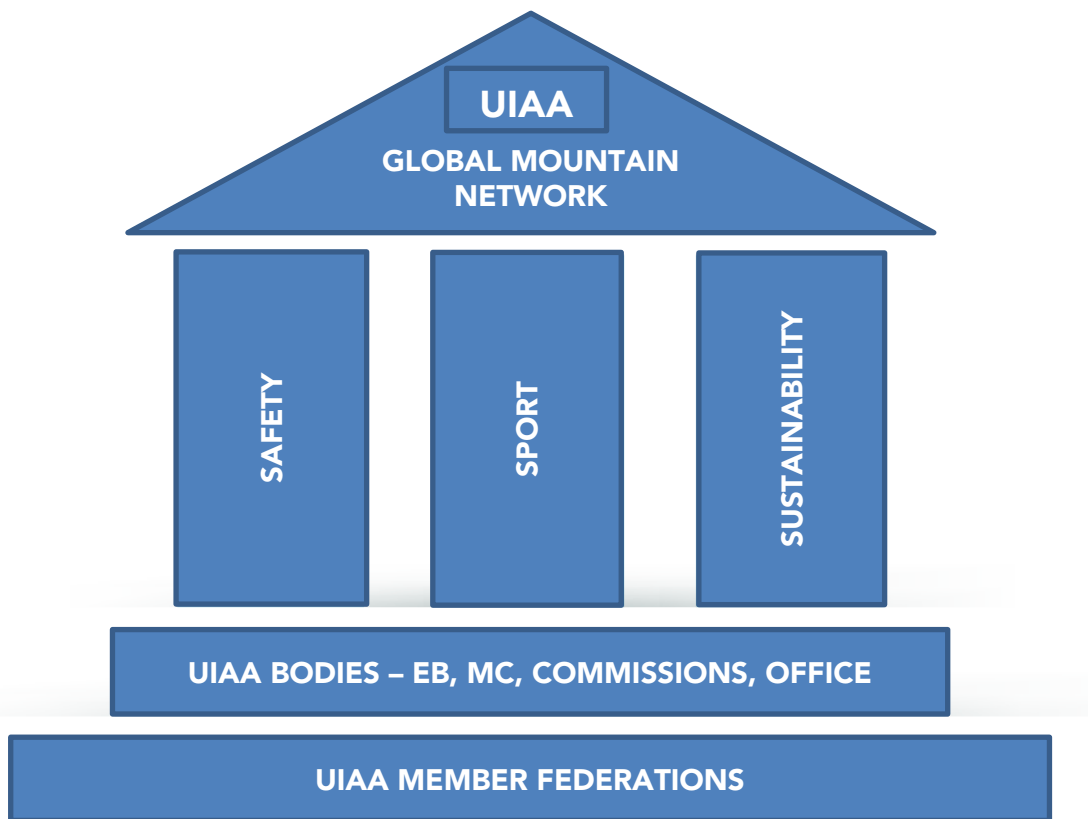 UIAA
GLOBAL MOUNTAIN
NETWORK
SAFETY
SPORT
SUSTAINABILITY
UIAA BODIES – EB, MC, COMMISSIONS, OFFICE
UIAA MEMBER FEDERATIONS